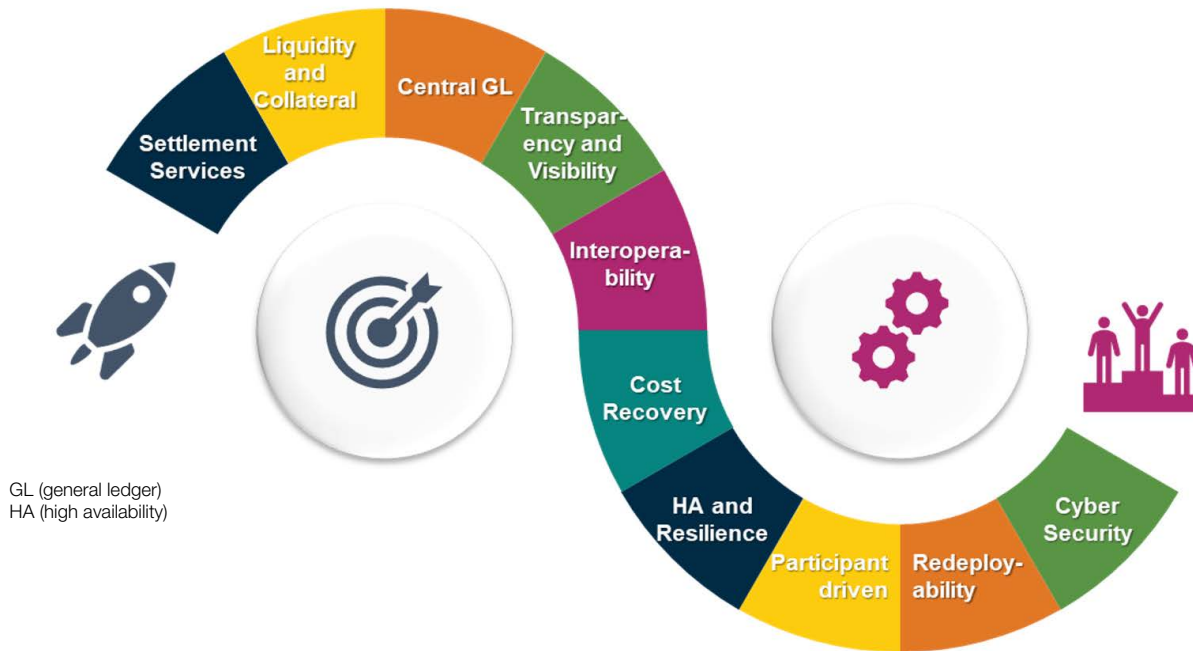 Settlement
Services
Liquidity
and
Collateral
Central GL
Transpar-
ency and
Visibility
Interopera-
bility
Cost
Recovery
HA and
Resilience
Participant
driven
Redeploy-
ability
Cyber
Security
GL (general ledger)
HA (high availability)